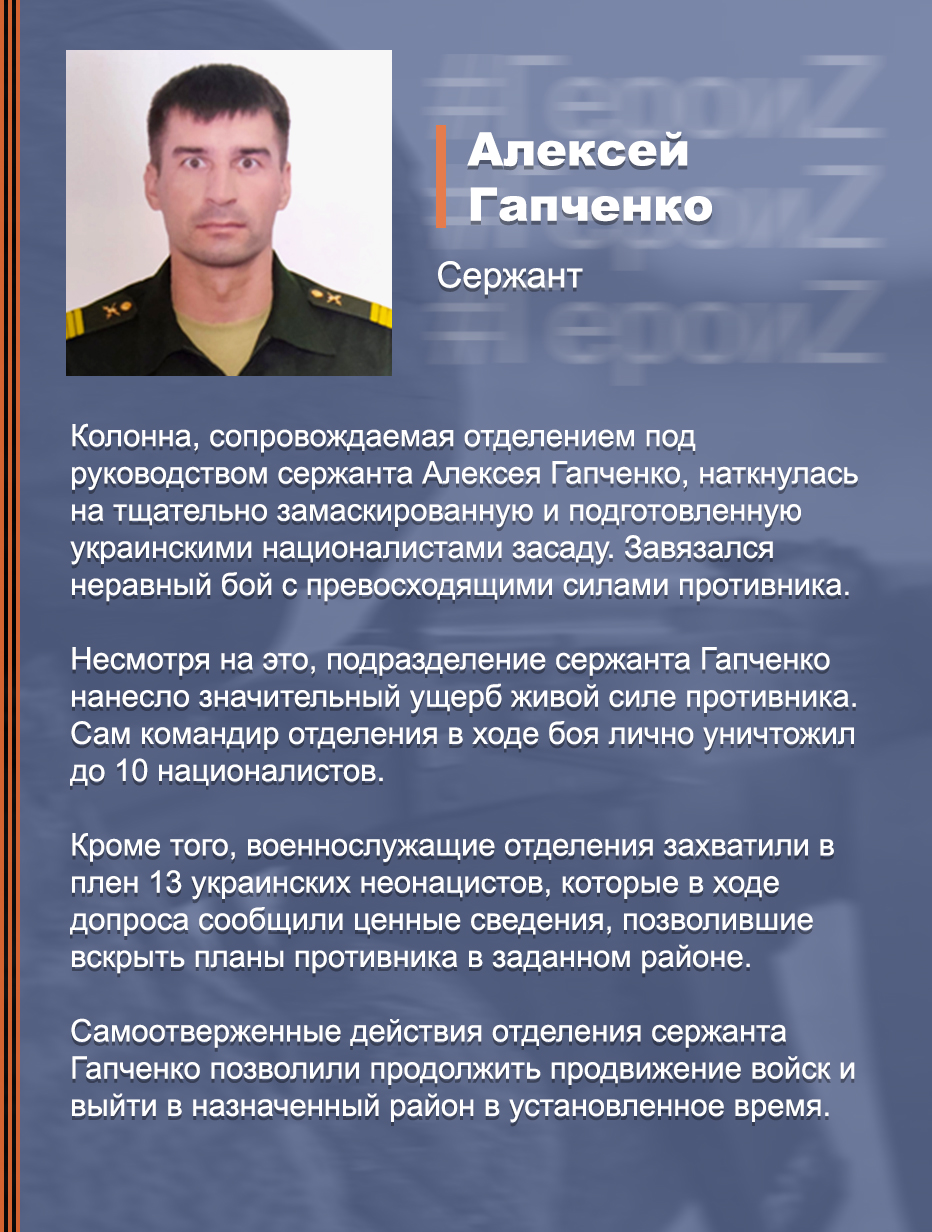 #ГероиZ
Алексей
#ГероиZ
Гапченко
Сержант
#ГероиZ
Колонна, сопровождаемая отделением под
руководством сержанта Алексея Гапченко, наткнулась
на тщательно замаскированную и подготовленную
украинскими националистами засаду. Завязался
неравный бой с превосходящими силами противника.
Несмотря на это, подразделение сержанта Гапченко
нанесло значительный ущерб живой силе противника.
Сам командир отделения в ходе боя лично уничтожил
до 10 националистов.
Кроме того, военнослужащие отделения захватили в
плен 13 украинских неонацистов, которые в ходе
допроса сообщили ценные сведения, позволившие
вскрыть планы противника в заданном районе.
Самоотверженные действия отделения сержанта
Гапченко позволили продолжить продвижение войск и
выйти в назначенный район в установленное время.